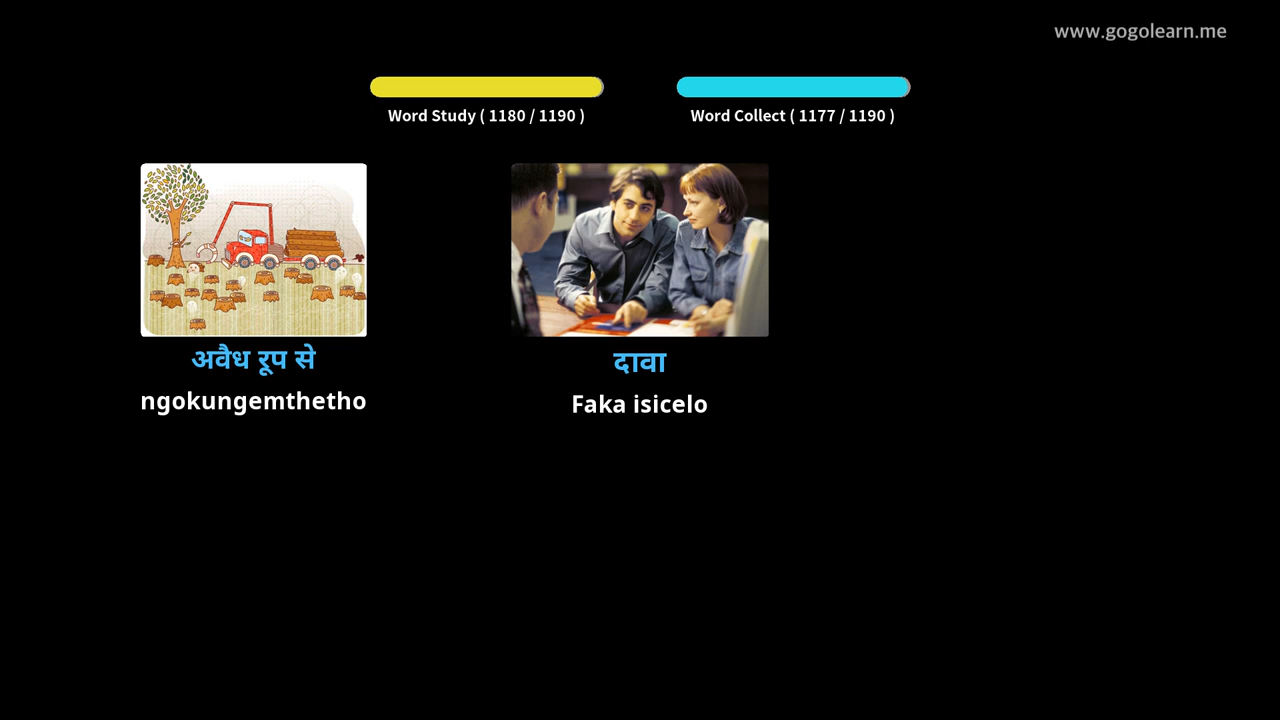 www.gogolearn.me
Word Study ( 1180 / 1190 )
Word Collect ( 1177 / 1190 )
अवैध रूप से
ngokungemthetho
दावा
Faka isicelo